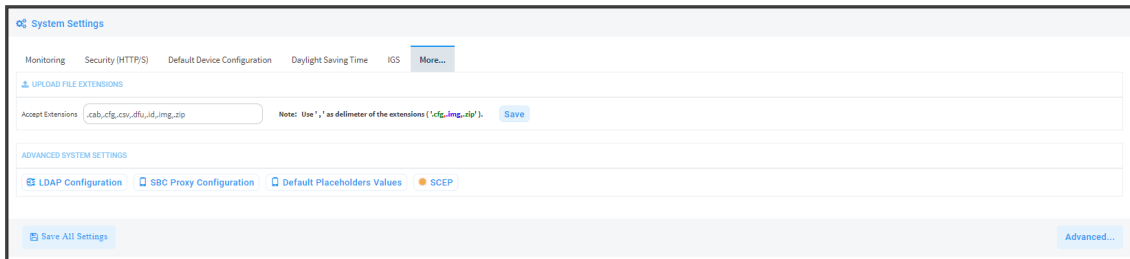 System Settings
Monitoring Security (HTTP/S) Default Device Configuration Daylight Saving Time IGS More...
UPLOAD FILE EXTENSIONS
Accept Extensions .cab,.cfg,.csv,.dfu,.id,.img,.zip Note: Use ' , ' as delimeter of the extensions ( '.cfg,.img,.zip' ). Save
ADVANCED SYSTEM SETTINGS
LDAP Configuration SBC Proxy Configuration Default Placeholders Values SCEP
Save All Settings Advanced...